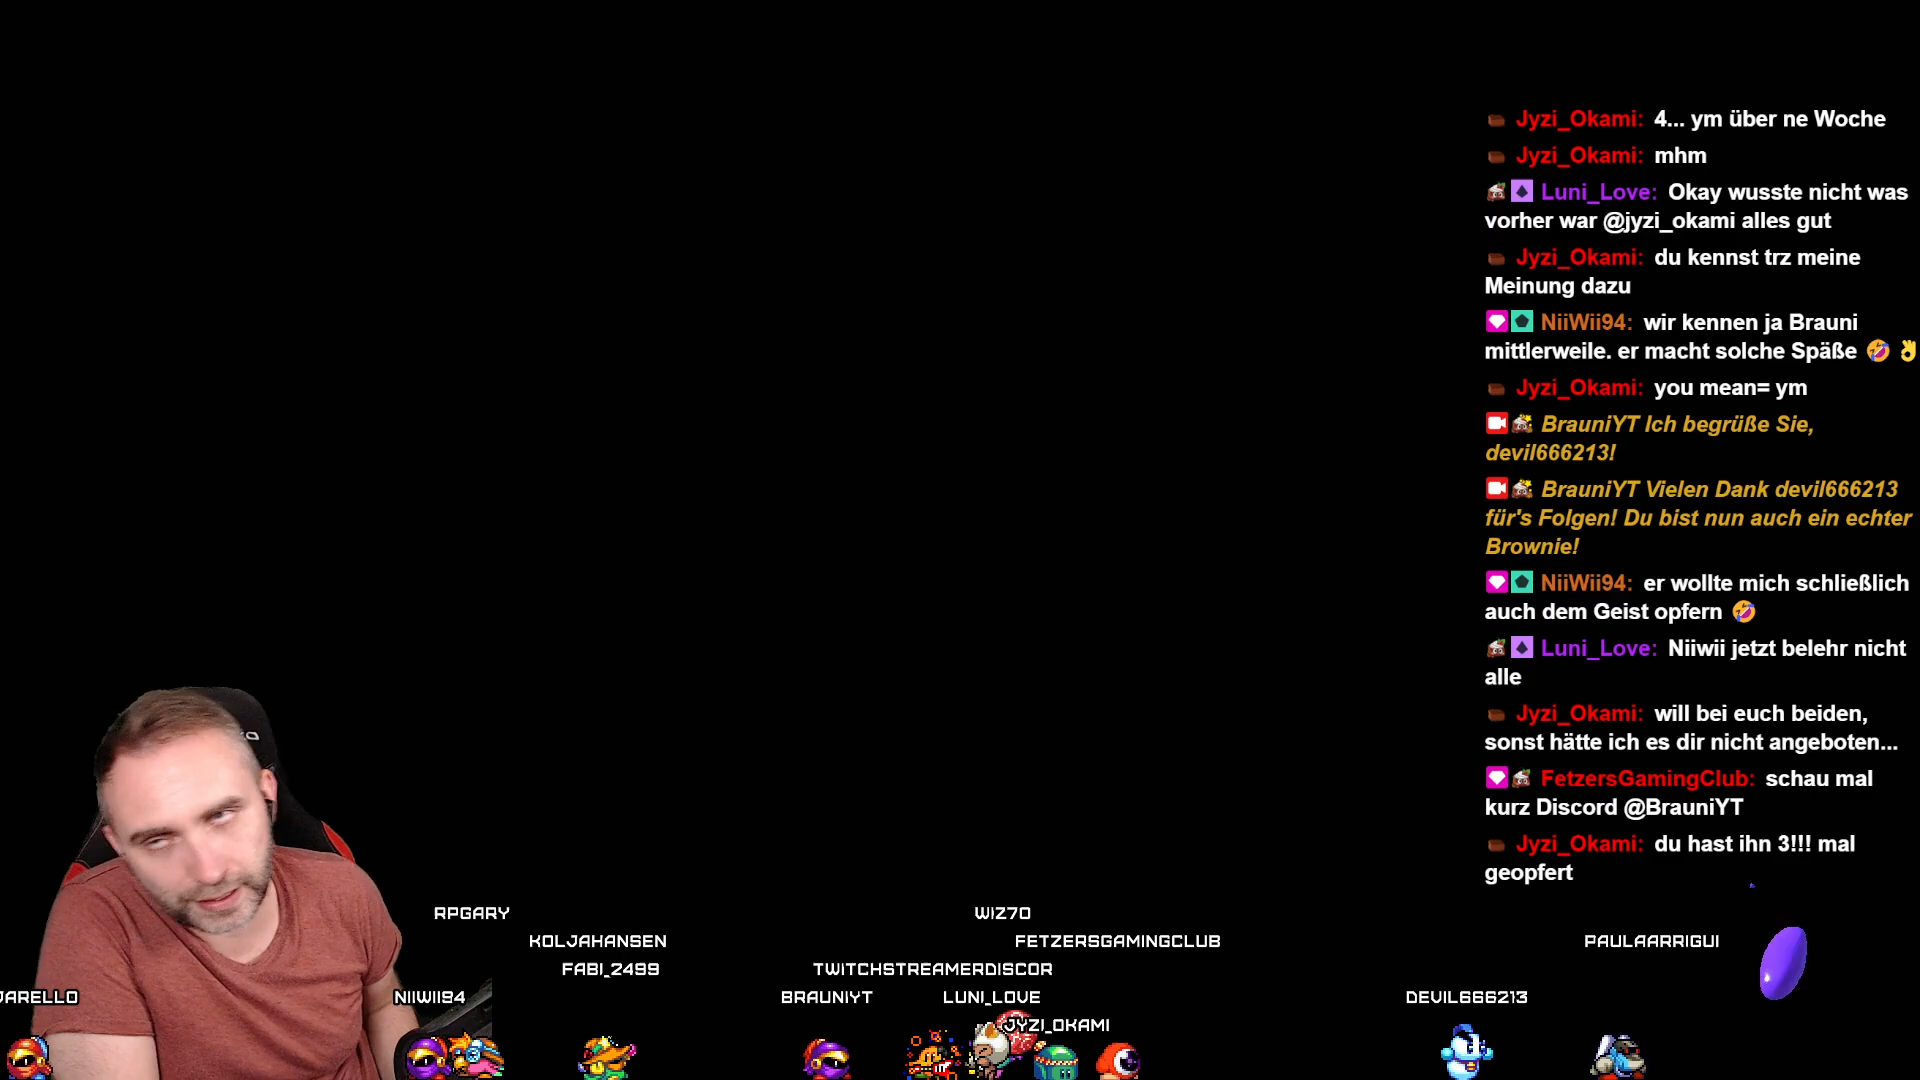 Jyzi_Okami: 4... ym über ne Woche
Jyzi_Okami: mhm
Luni_Love: Okay wusste nicht was
vorher war @jyzi_okami alles gut
Jyzi_Okami: du kennst trz meine
Meinung dazu
NiiWii94: wir kennen ja Brauni
mittlerweile. er macht solche Späße 🤣 👌
Jyzi_Okami: you mean= ym
BrauniYT Ich begrüße Sie,
devil666213!
BrauniYT Vielen Dank devil666213
für's Folgen! Du bist nun auch ein echter
Brownie!
NiiWii94: er wollte mich schließlich
auch dem Geist opfern 🤣
Luni_Love: Niiwii jetzt belehr nicht
alle
Jyzi_Okami: will bei euch beiden,
sonst hätte ich es dir nicht angeboten...
FetzersGamingClub: schau mal
kurz Discord @BrauniYT
Jyzi_Okami: du hast ihn 3!!! mal
geopfert
RPGARY
WIZ70
KOLJAHANSEN
FETZERSGAMINGCLUB
PAULAARRIGUI
FABI_2499
TWITCHSTREAMERDISCOR
JARELLO
NIIWII94
BRAUNIYT
LUNI_LOVE
DEVIL666213
JYZI_OKAMI